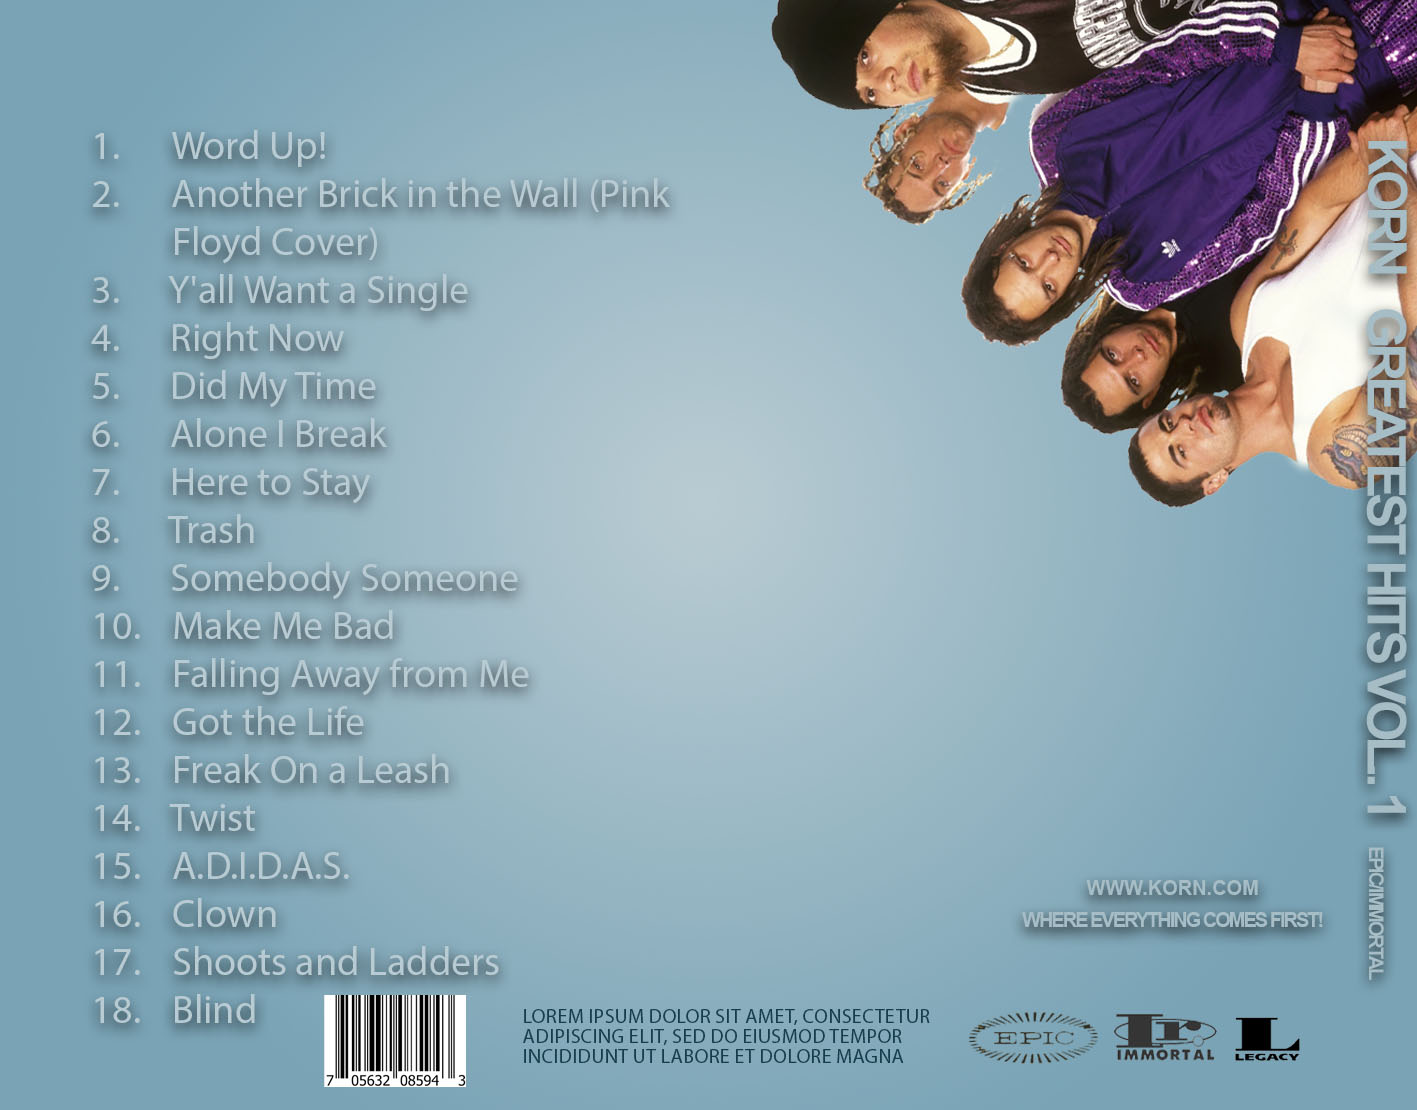 1. Word Up!
2. Another Brick in the Wall (Pink
Floyd Cover)
3. Y'all Want a Single
4. Right Now
5. Did My Time
6. Alone I Break
7. Here to Stay
8. Trash
9. Somebody Someone
10. Make Me Bad
11. Falling Away from Me
12. Got the Life
13. Freak On a Leash
14. Twist
15. A.D.I.D.A.S.
16. Clown
17. Shoots and Ladders
18. Blind
7 05632 08594 3
LOREM IPSUM DOLOR SIT AMET, CONSECTETUR
ADIPISCING ELIT, SED DO EIUSMOD TEMPOR
INCIDIDUNT UT LABORE ET DOLORE MAGNA
WWW.KORN.COM
WHERE EVERYTHING COMES FIRST!
EPIC
Ir.
IMMORTAL
L
LEGACY
KORN GREATEST HITS VOL. 1 EPIC/IMMORTAL